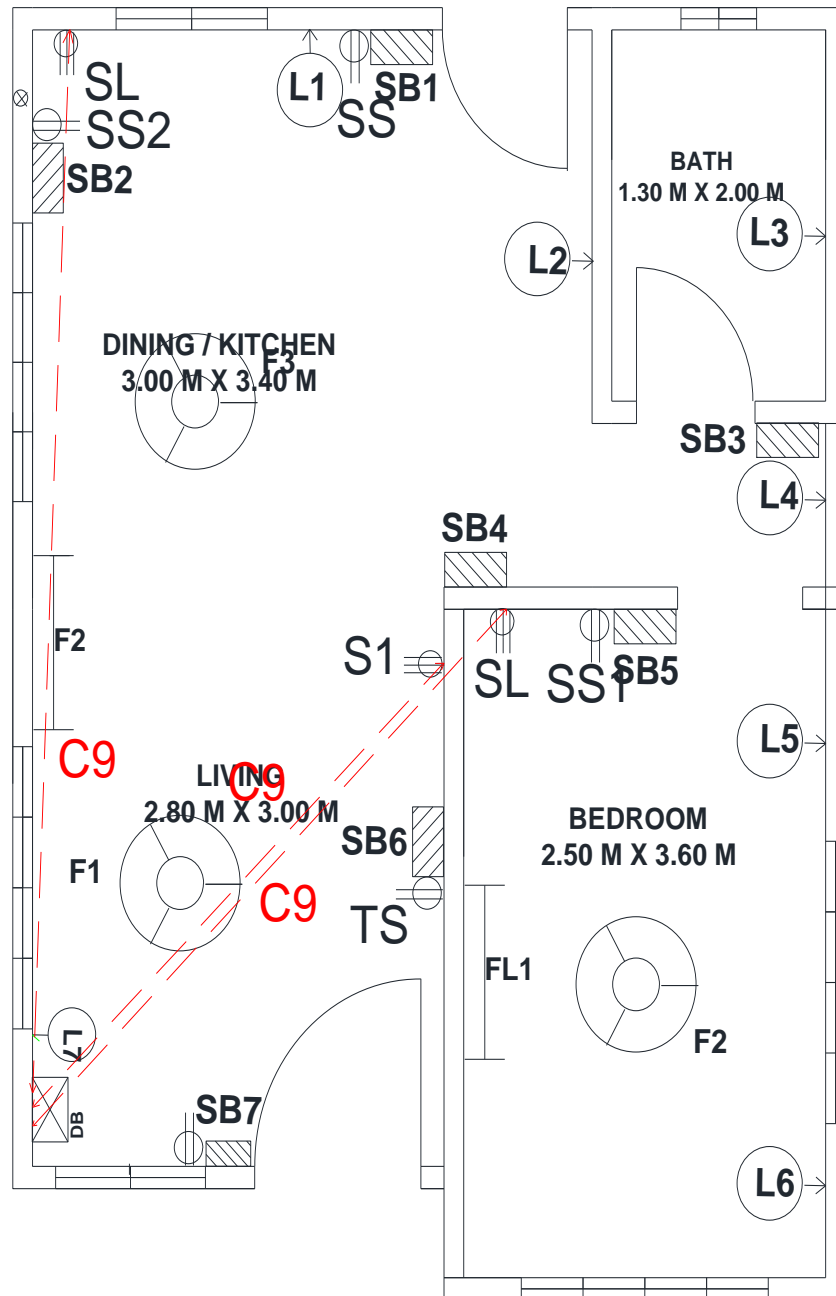 SL
L1
SS
SB1
SS2
SB2
BATH
1.30 M X 2.00 M
L3
L2
DINING / KITCHEN
F3
3.00 M X 3.40 M
SB3
L4
SB4
F2
S1
SL
SS1
SB5
L5
C9
LIVING
C9
2.80 M X 3.00 M
SB6
BEDROOM
2.50 M X 3.60 M
F1
C9
TS
FL1
L7
F2
DB
SB7
L6